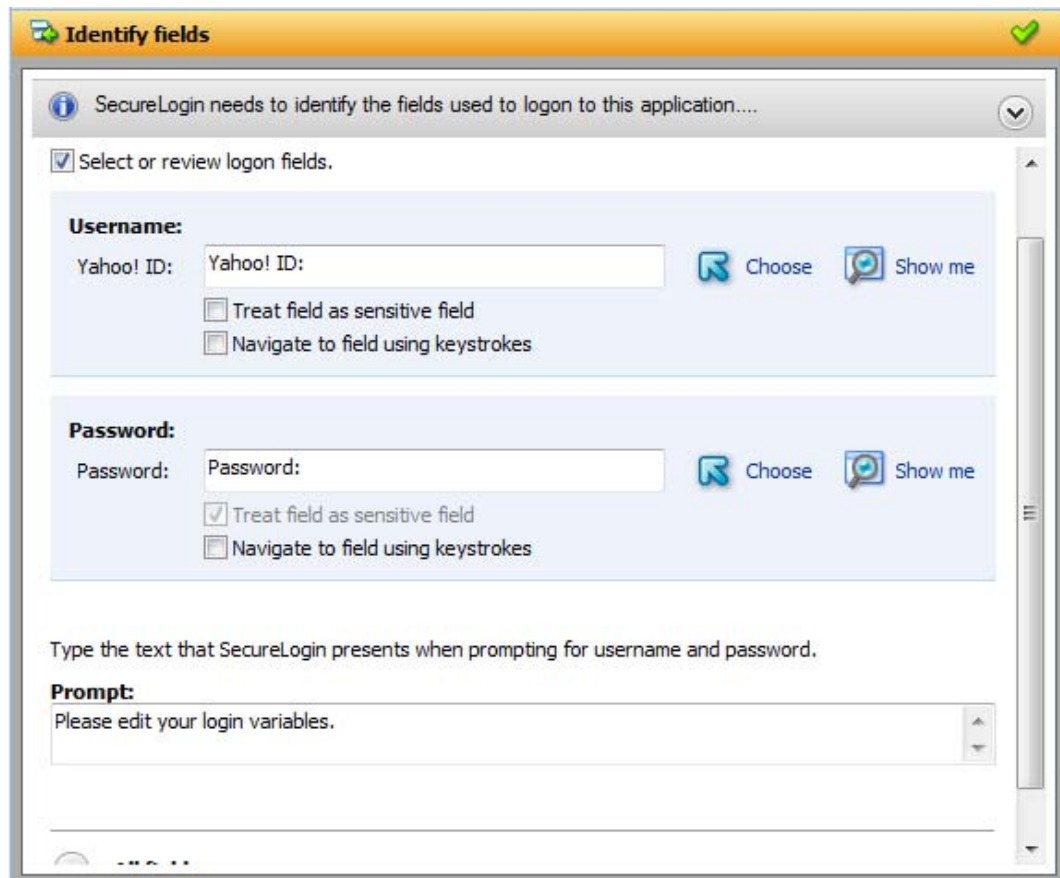 Identify fields
SecureLogin needs to identify the fields used to logon to this application....
Select or review logon fields.
Username:
Yahoo! ID: Yahoo! ID: Choose Show me
Treat field as sensitive field
Navigate to field using keystrokes
Password:
Password: Password: Choose Show me
Treat field as sensitive field
Navigate to field using keystrokes
Type the text that SecureLogin presents when prompting for username and password.
Prompt:
Please edit your login variables.